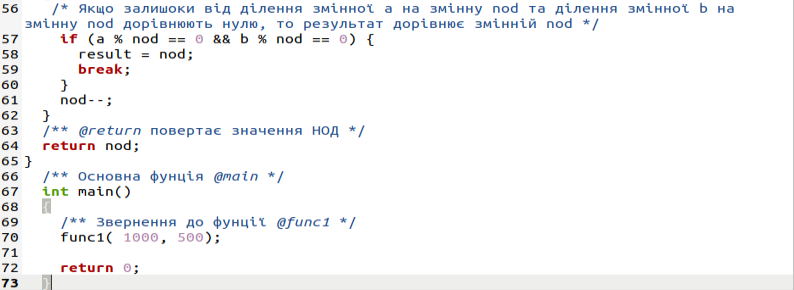 56 /* Якщо залишоки від ділення змінної a на змінну nod та ділення змінної b на
змінну nod дорівнюють нулю, то результат дорівнює змінній nod */
57 if (a % nod == 0 && b % nod == 0) {
58 result = nod;
59 break;
60 }
61 nod--;
62 }
63 /** @return повертає значення НОД */
64 return nod;
65 }
66 /** Основна фунція @main */
67 int main()
68 {
69 /** Звернення до фунції @func1 */
70 func1( 1000, 500);
71
72 return 0;
73 }